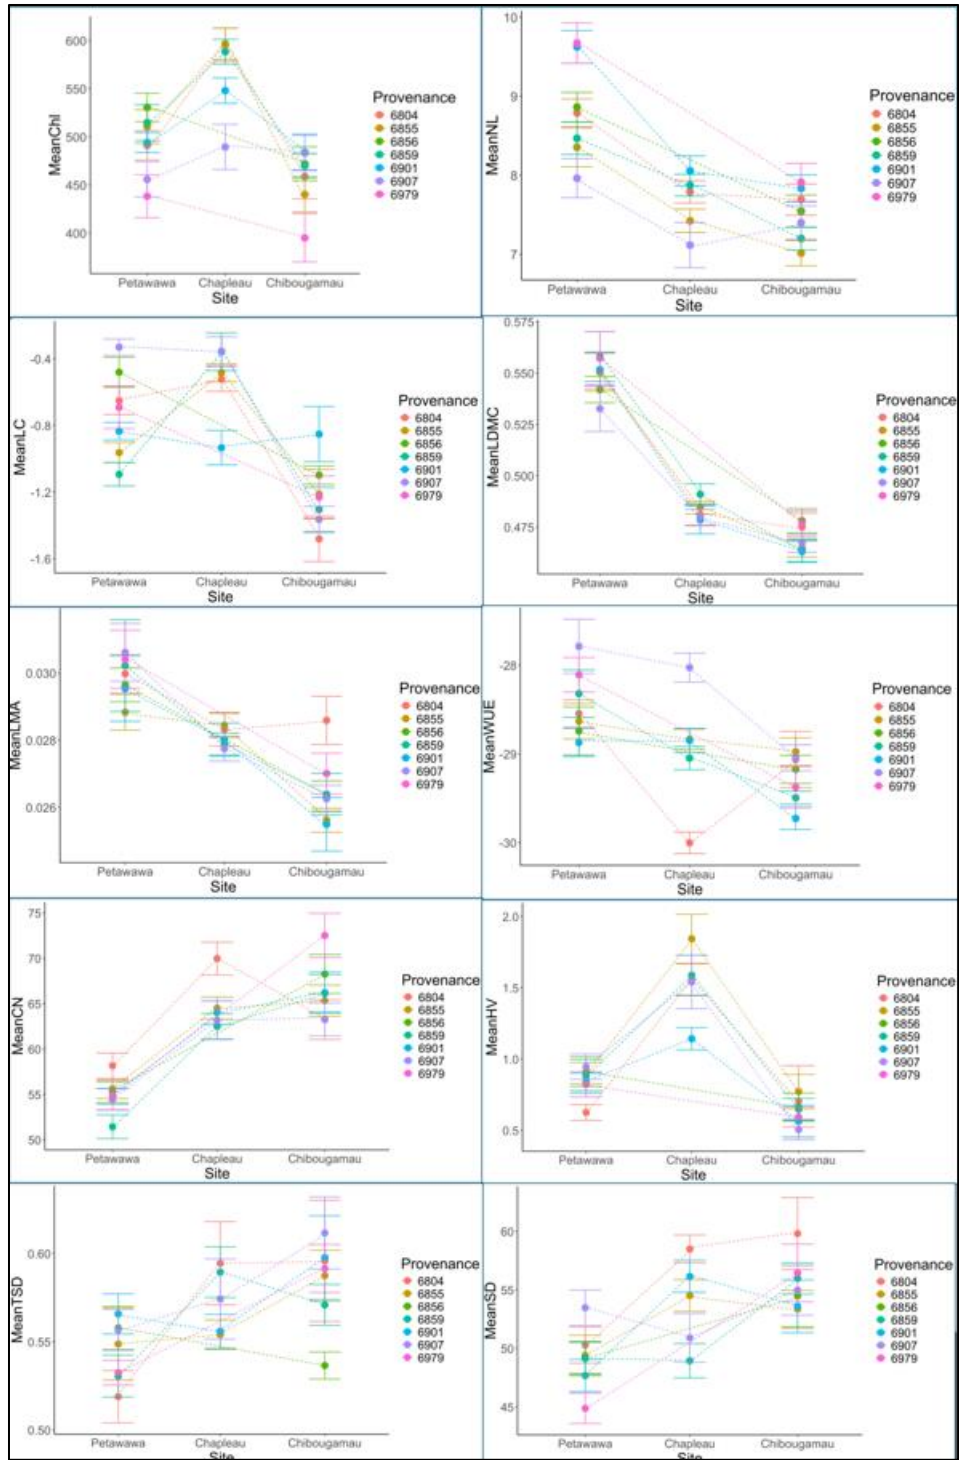 600
550
500
450
400
MeanChl
Petawawa Chapleau Chibougamau
Site
Provenance
6804
6855
6856
6859
6901
6907
6979
10
9
8
7
MeanNL
Petawawa Chapleau Chibougamau
Site
Provenance
6804
6855
6856
6859
6901
6907
6979
-0.4
-0.8
-1.2
-1.6
MeanLC
Petawawa Chapleau Chibougamau
Site
Provenance
6804
6855
6856
6859
6901
6907
6979
0.575
0.550
0.525
0.500
0.475
MeanLDMC
Petawawa Chapleau Chibougamau
Site
Provenance
6804
6855
6856
6859
6901
6907
6979
0.030
0.028
0.026
MeanLMA
Petawawa Chapleau Chibougamau
Site
Provenance
6804
6855
6856
6859
6901
6907
6979
-28
-29
-30
MeanWUE
Petawawa Chapleau Chibougamau
Site
Provenance
6804
6855
6856
6859
6901
6907
6979
75
70
65
60
55
50
MeanCN
Petawawa Chapleau Chibougamau
Site
Provenance
6804
6855
6856
6859
6901
6907
6979
2.0
1.5
1.0
0.5
MeanHV
Petawawa Chapleau Chibougamau
Site
Provenance
6804
6855
6856
6859
6901
6907
6979
0.60
0.55
0.50
MeanTSD
Petawawa Chapleau Chibougamau
Site
Provenance
6804
6855
6856
6859
6901
6907
6979
60
55
50
45
MeanSD
Petawawa Chapleau Chibougamau
Site
Provenance
6804
6855
6856
6859
6901
6907
6979